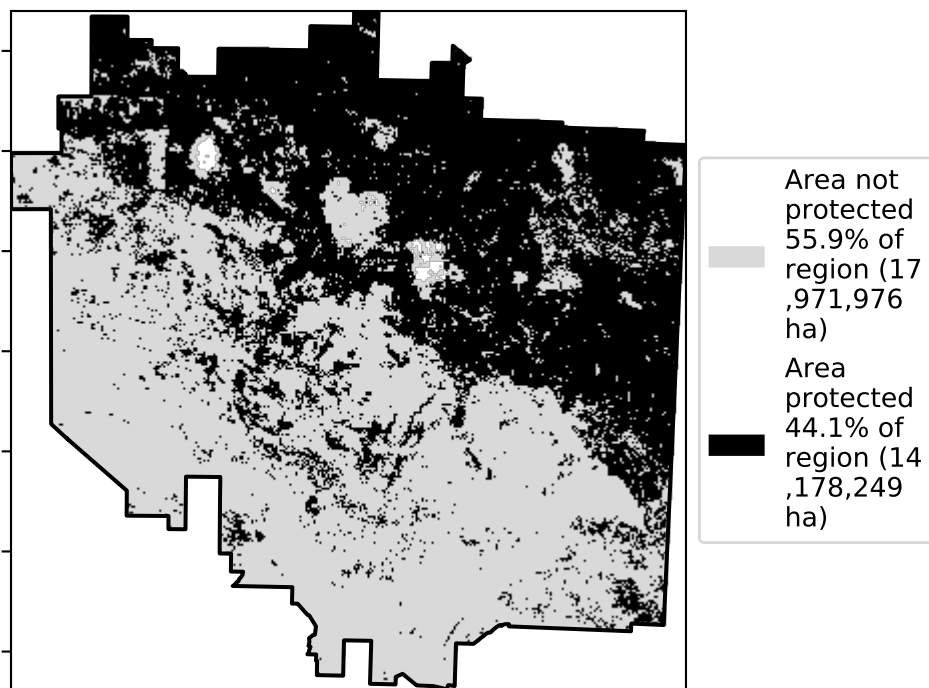 Area not
protected
55.9% of
region (17
,971,976
ha)
Area
protected
44.1% of
region (14
,178,249
ha)